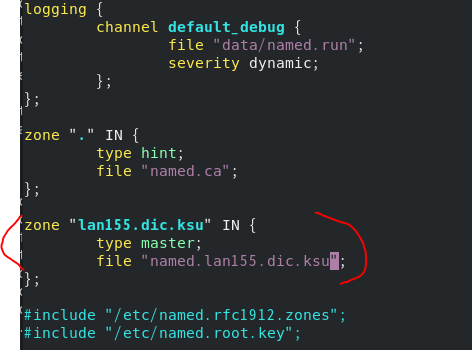 logging {
        channel default_debug {
                file "data/named.run";
                severity dynamic;
        };
};
zone "." IN {
        type hint;
        file "named.ca";
};
zone "lan155.dic.ksu" IN {
        type master;
        file "named.lan155.dic.ksu";
};
#include "/etc/named.rfc1912.zones";
#include "/etc/named.root.key";